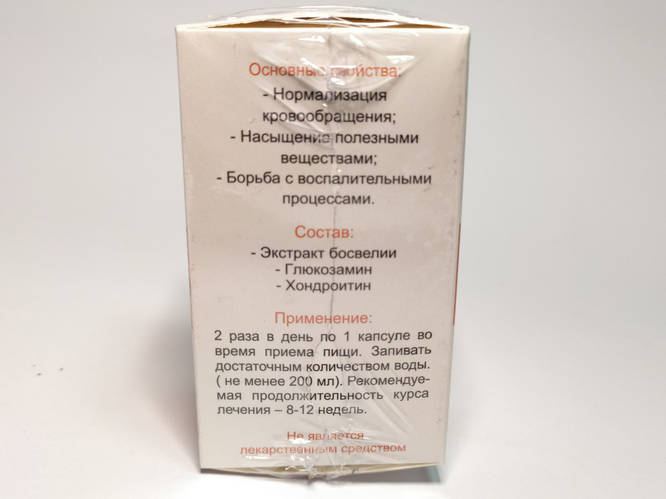 Основные свойства:
- Нормализация
кровообращения;
- Насыщение полезными
веществами;
- Борьба с воспалительными
процессами.
Состав:
- Экстракт босвелии
- Глюкозамин
- Хондроитин
Применение:
2 раза в день по 1 капсуле во
время приема пищи. Запивать
достаточным количеством воды.
( не менее 200 мл). Рекомендуе-
мая продолжительность курса
лечения – 8-12 недель.
Не является
лекарственным средством